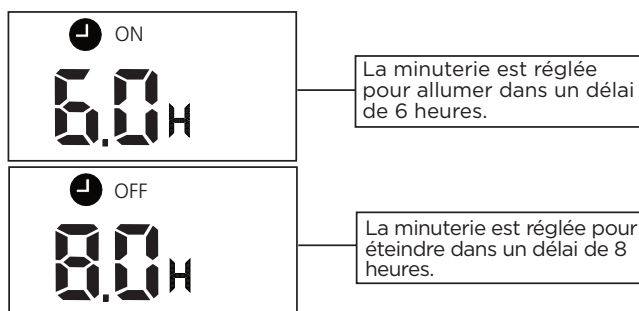 ON
6.0H
La minuterie est réglée
pour allumer dans un délai
de 6 heures.
OFF
8.0H
La minuterie est réglée pour
éteindre dans un délai de 8
heures.